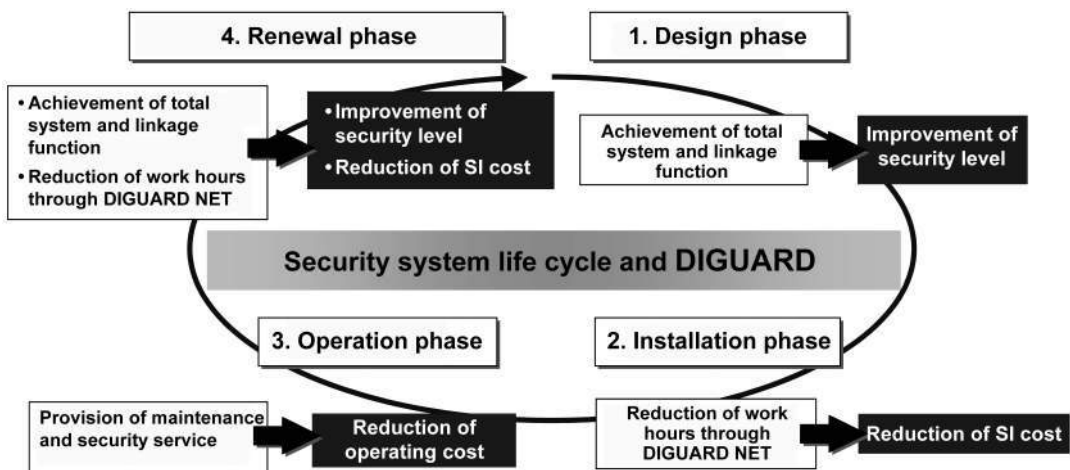 4. Renewal phase
1. Design phase
• Achievement of total
system and linkage
function
• Reduction of work hours
through DIGUARD NET
• Improvement of
security level
• Reduction of SI cost
Achievement of total
system and linkage
function
Improvement of
security level
Security system life cycle and DIGUARD
3. Operation phase
2. Installation phase
Provision of maintenance
and security service
Reduction of
operating cost
Reduction of work
hours through
DIGUARD NET
Reduction of SI cost